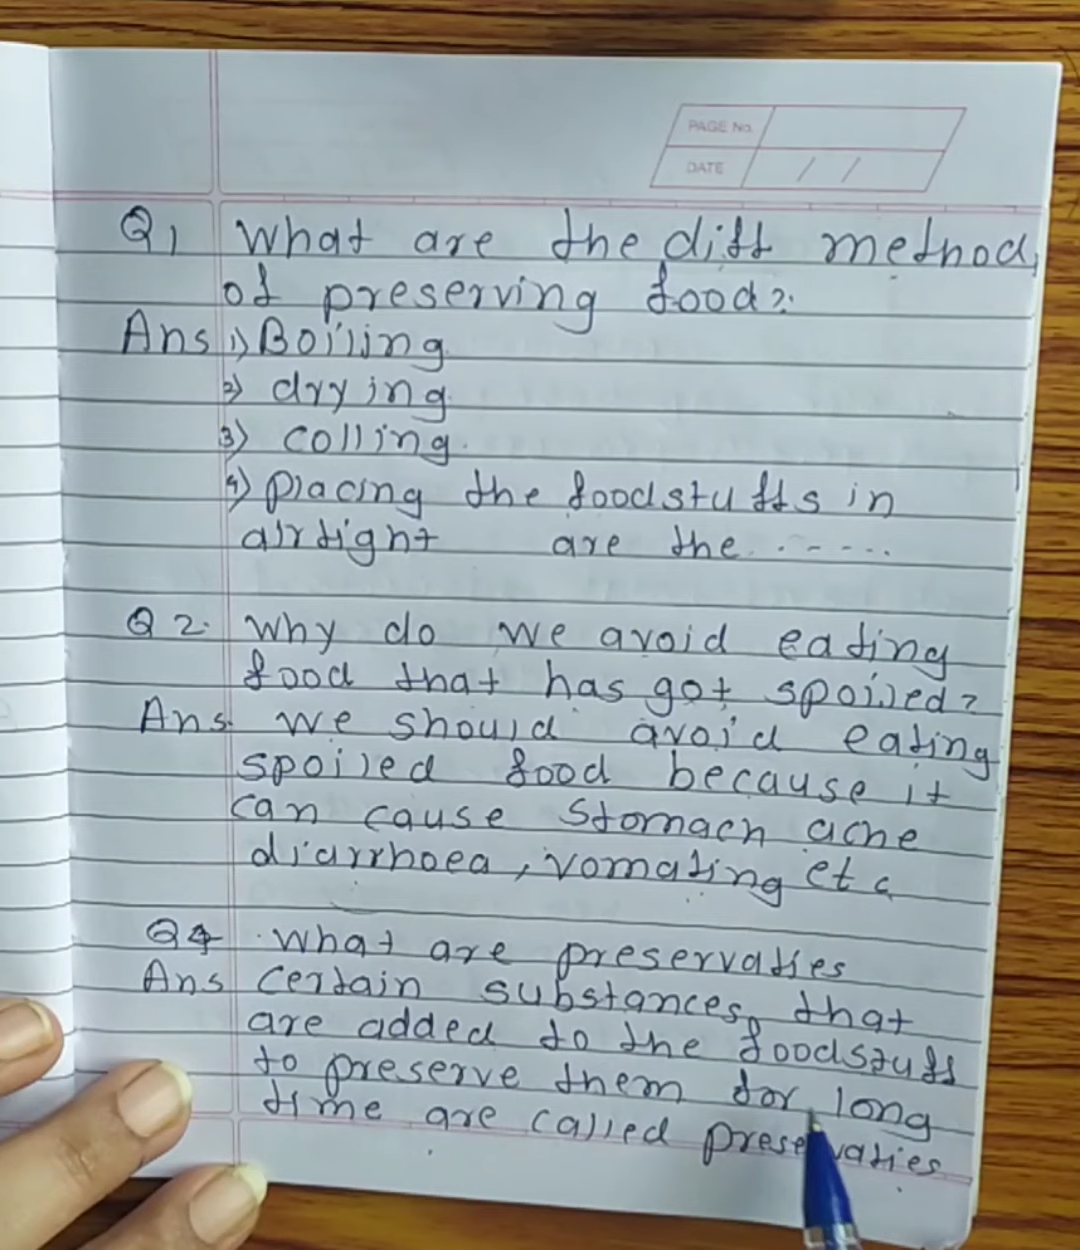 PAGE No.
DATE / /
Q1 What are the diff method
of preserving food?
Ans 1) Boiling.
2) drying.
3) colling.
4) placing the foodstuffs in
airtight are the ......
Q 2. Why do we avoid eating
food that has got spoiled?
Ans. we should avoid eating
spoiled food because it
can cause stomach ache
diarrhoea, vomating etc
Q4 . What are preservaties
Ans certain substances, that
are added to the foodstuff
to preserve them for long
time are called preservaties